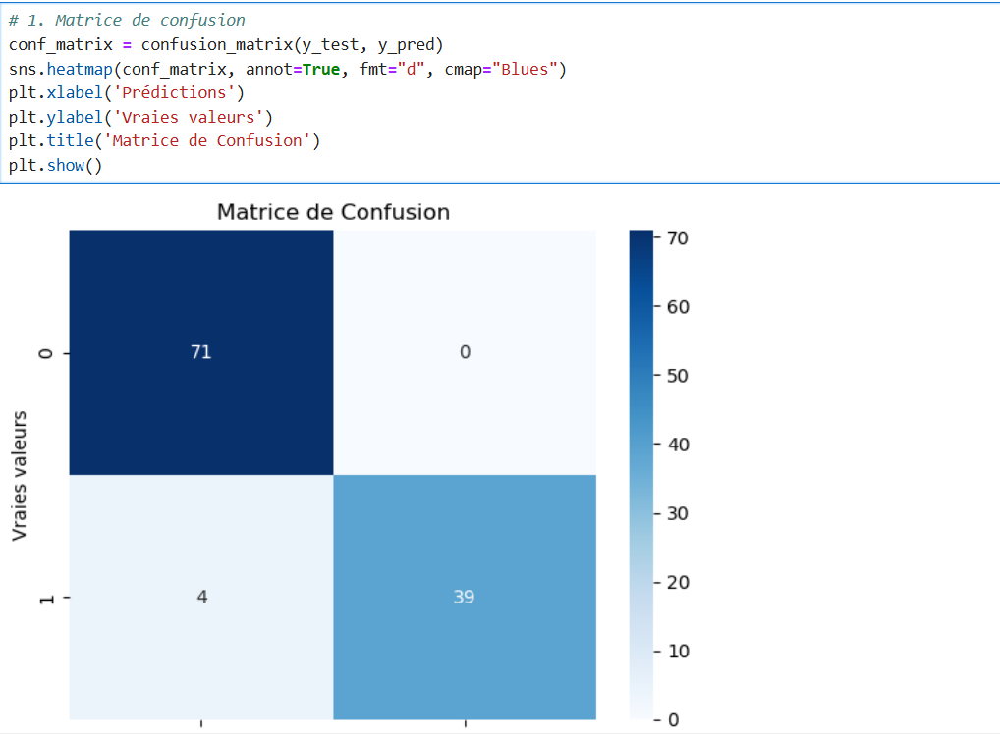 # 1. Matrice de confusion
conf_matrix = confusion_matrix(y_test, y_pred)
sns.heatmap(conf_matrix, annot=True, fmt="d", cmap="Blues")
plt.xlabel('Prédictions')
plt.ylabel('Vraies valeurs')
plt.title('Matrice de Confusion')
plt.show()
Matrice de Confusion
71 0
4 39
0
1
Vraies valeurs
70
60
50
40
30
20
10
0